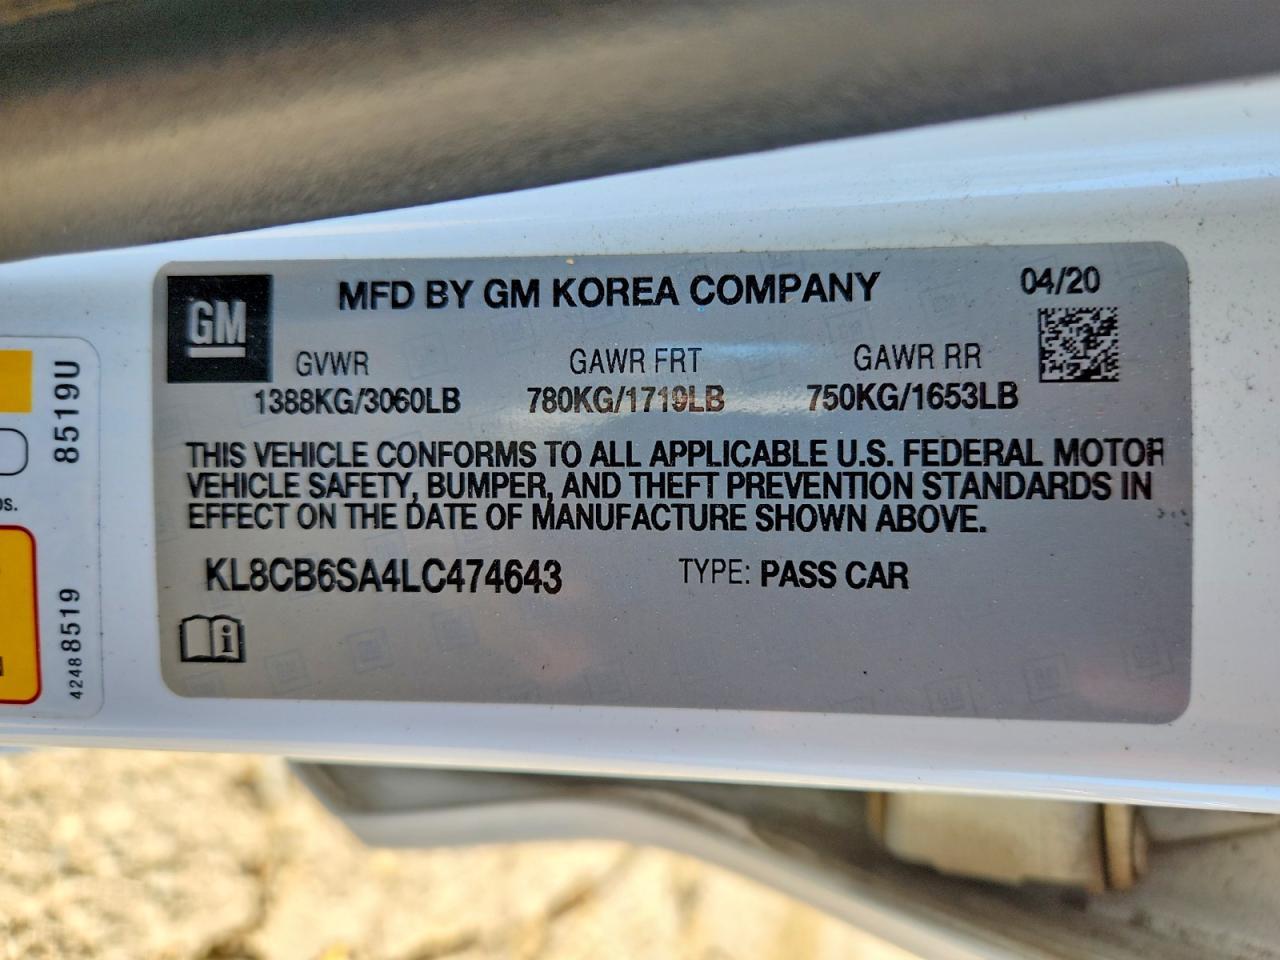 GM
MFD BY GM KOREA COMPANY
04/20
GVWR GAWR FRT GAWR RR
1388KG/3060LB 780KG/1719LB 750KG/1653LB
THIS VEHICLE CONFORMS TO ALL APPLICABLE U.S. FEDERAL MOTOR
VEHICLE SAFETY, BUMPER, AND THEFT PREVENTION STANDARDS IN
EFFECT ON THE DATE OF MANUFACTURE SHOWN ABOVE.
KL8CB6SA4LC474643 TYPE: PASS CAR
i
8519U
42488519